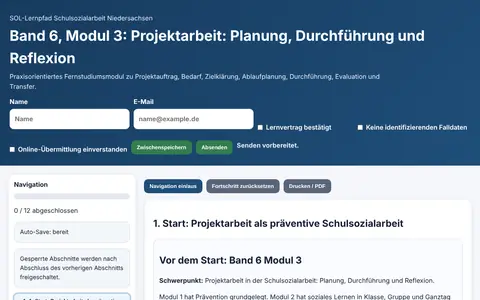 SOL-Lernpfad Schulsozialarbeit Niedersachsen
Band 6, Modul 3: Projektarbeit: Planung, Durchführung und
Reflexion
Praxisorientiertes Fernstudiumsmodul zu Projektauftrag, Bedarf, Zielklärung, Ablaufplanung, Durchführung, Evaluation und
Transfer.
Name
E-Mail
Name
name@example.de
Lernvertrag bestätigt
Keine identifizierenden Falldaten
Online-Übermittlung einverstanden
Zwischenspeichern
Absenden
Senden vorbereitet.
Navigation
0 / 12 abgeschlossen
Auto-Save: bereit
Gesperrte Abschnitte werden nach
Abschluss des vorherigen Abschnitts
freigeschaltet.
Navigation ein/aus
Fortschritt zurücksetzen
Drucken / PDF
1. Start: Projektarbeit als präventive Schulsozialarbeit
Vor dem Start: Band 6 Modul 3
Schwerpunkt: Projektarbeit in der Schulsozialarbeit: Planung, Durchführung und Reflexion.
Modul 1 hat Prävention grundgelegt. Modul 2 hat soziales Lernen in Klasse, Gruppe und Ganztag